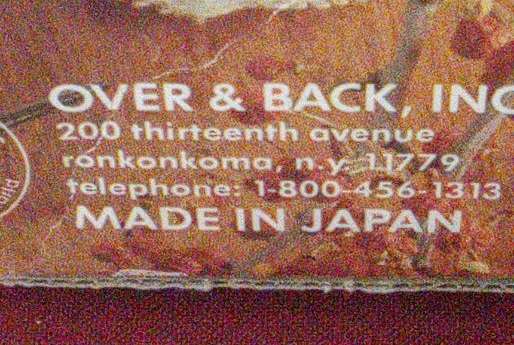 OVER & BACK, INC
200 thirteenth avenue
ronkonkoma, n.y. 11779
telephone: 1-800-456-1313
MADE IN JAPAN